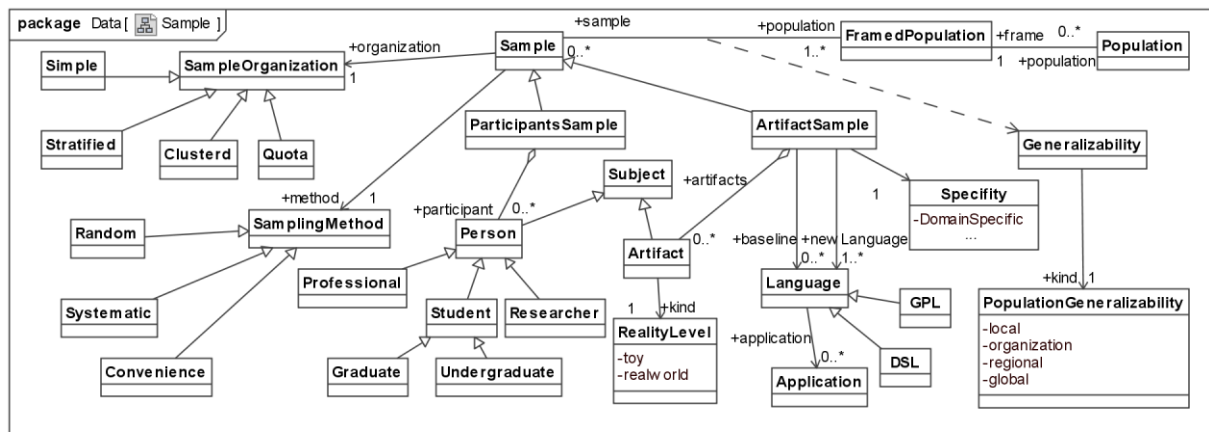 package Data [ Sample ]
+sample
+population
FramedPopulation
+frame
0..*
Population
1..*
1
+population
Sample
0..*
+organization
1
Simple
SampleOrganization
Stratified
Clusterd
Quota
ParticipantsSample
ArtifactSample
Generalizability
+method
1
SamplingMethod
Random
Systematic
Convenience
+participant
0..*
Person
Subject
+artifacts
0..*
Artifact
Professional
Student
Researcher
Graduate
Undergraduate
1
+kind
RealityLevel
-toy
-realworld
+baseline
0..*
+new Language
1..*
Language
1
Specifity
-DomainSpecific
...
GPL
DSL
+application
0..*
Application
+kind
1
PopulationGeneralizability
-local
-organization
-regional
-global